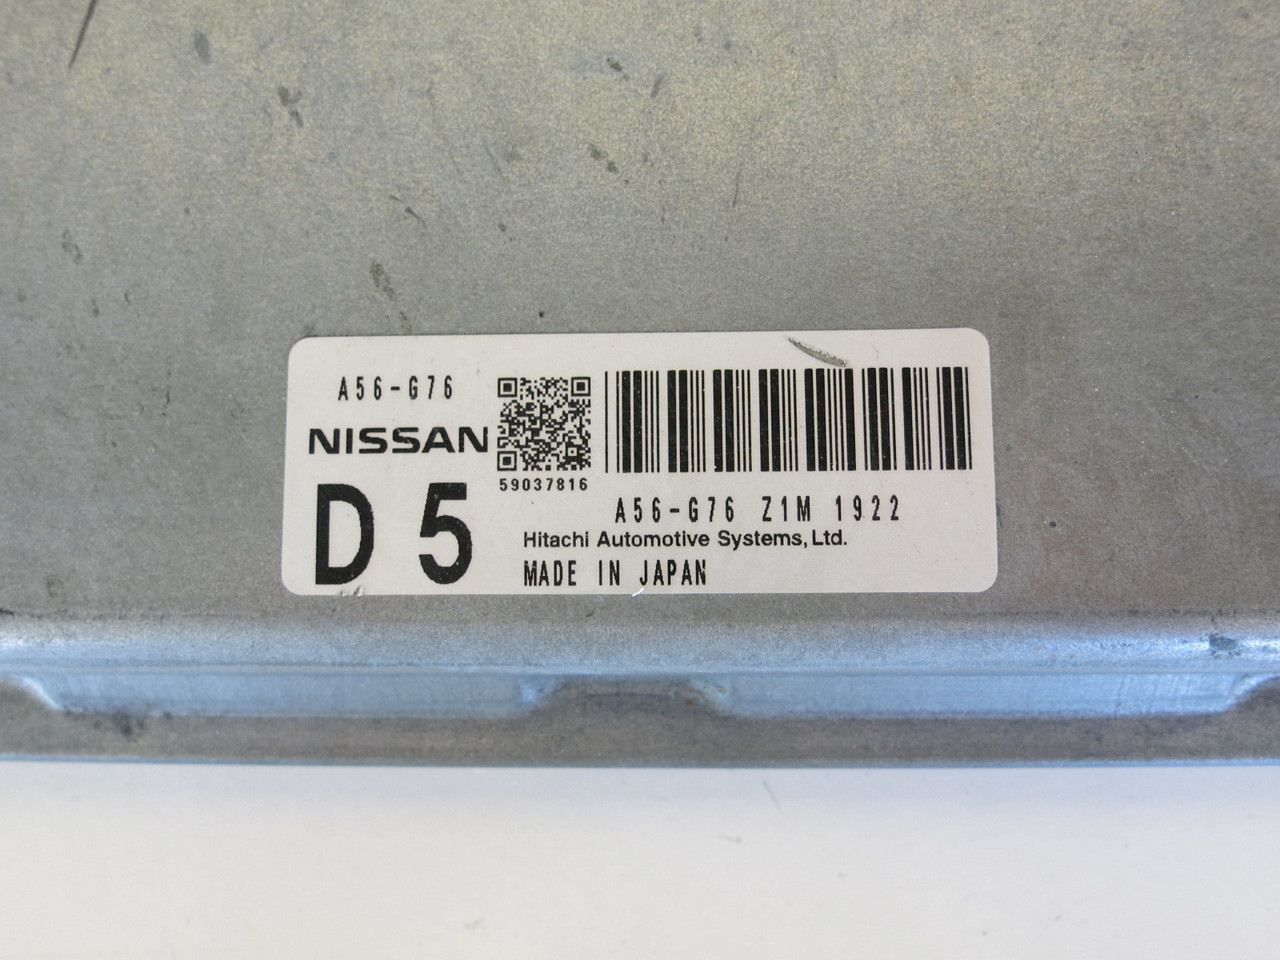 A56-G76
NISSAN
D 5
59037816
A56-G76 Z1M 1922
Hitachi Automotive Systems, Ltd.
MADE IN JAPAN